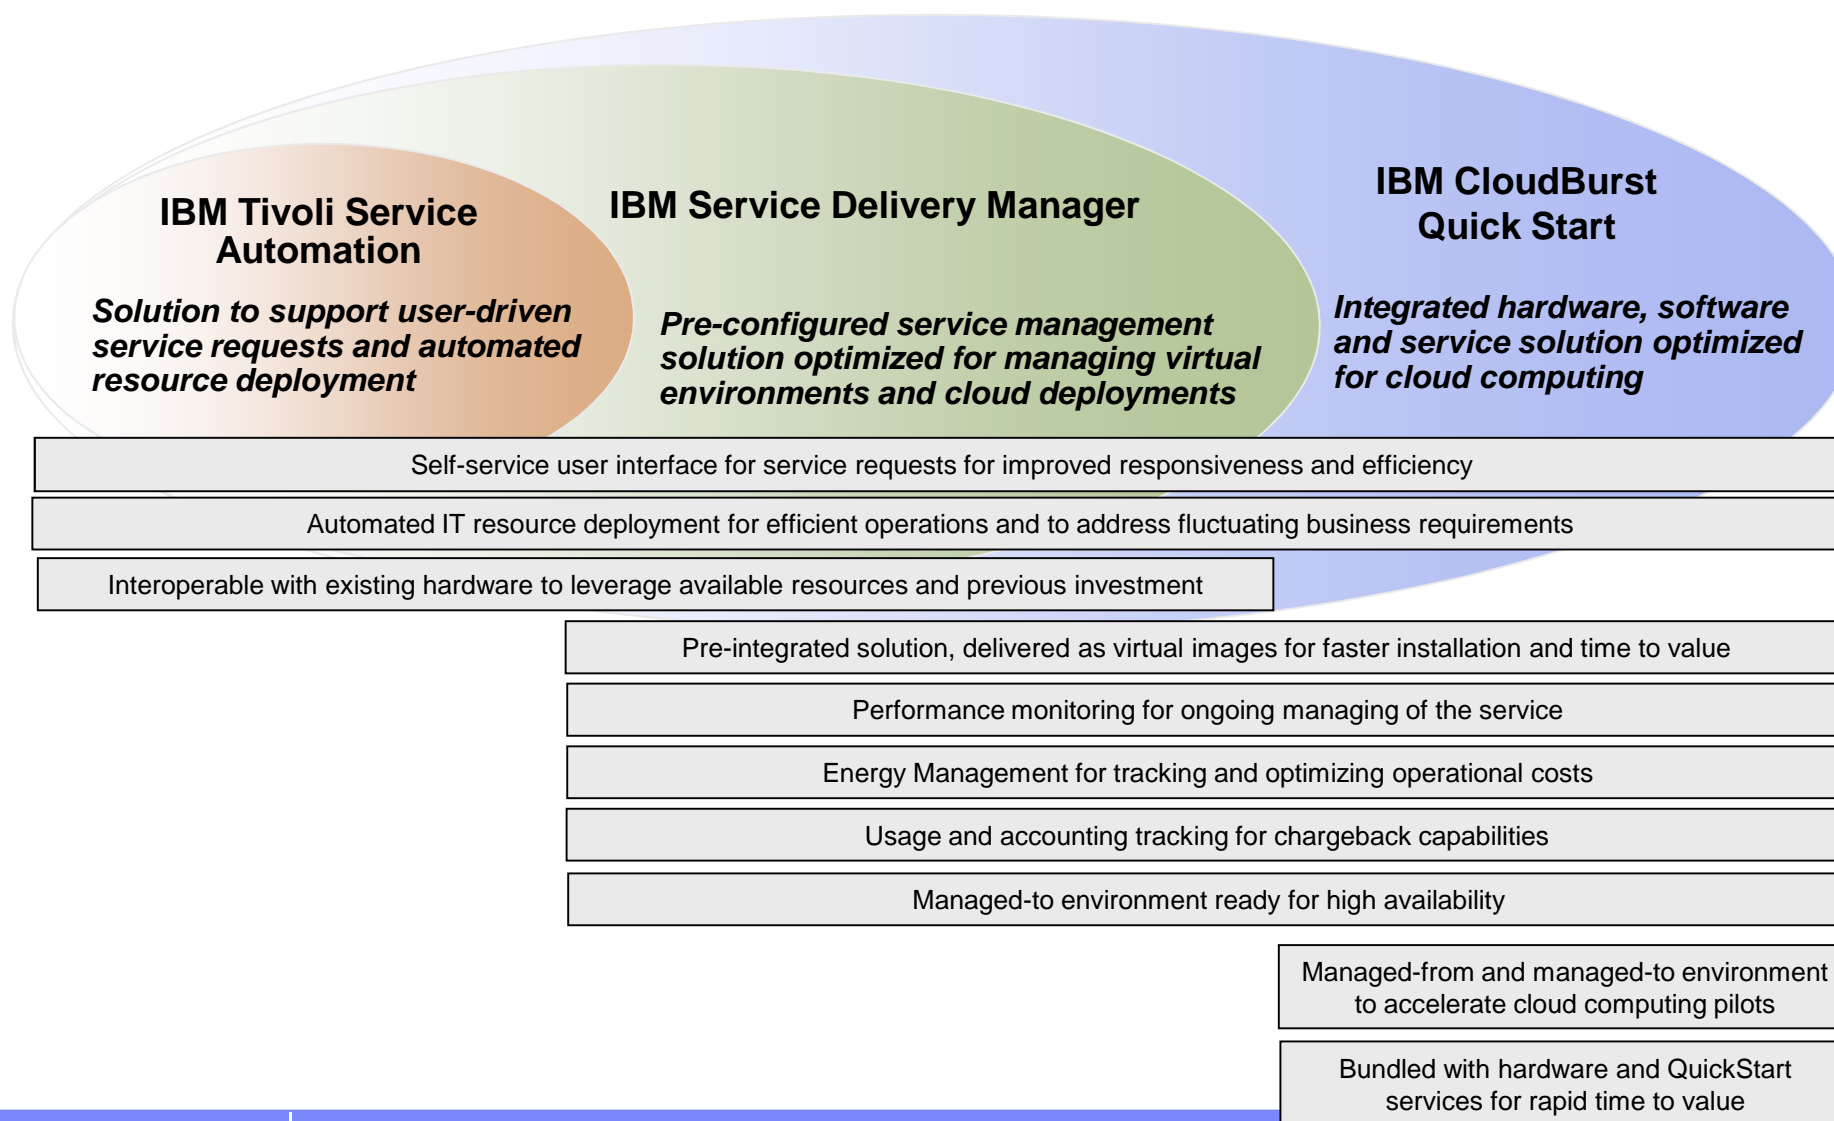 IBM Tivoli Service
Automation
Solution to support user-driven
service requests and automated
resource deployment
IBM Service Delivery Manager
Pre-configured service management
solution optimized for managing virtual
environments and cloud deployments
IBM CloudBurst
Quick Start
Integrated hardware, software
and service solution optimized
for cloud computing
Self-service user interface for service requests for improved responsiveness and efficiency
Automated IT resource deployment for efficient operations and to address fluctuating business requirements
Interoperable with existing hardware to leverage available resources and previous investment
Pre-integrated solution, delivered as virtual images for faster installation and time to value
Performance monitoring for ongoing managing of the service
Energy Management for tracking and optimizing operational costs
Usage and accounting tracking for chargeback capabilities
Managed-to environment ready for high availability
Managed-from and managed-to environment
to accelerate cloud computing pilots
Bundled with hardware and QuickStart
services for rapid time to value